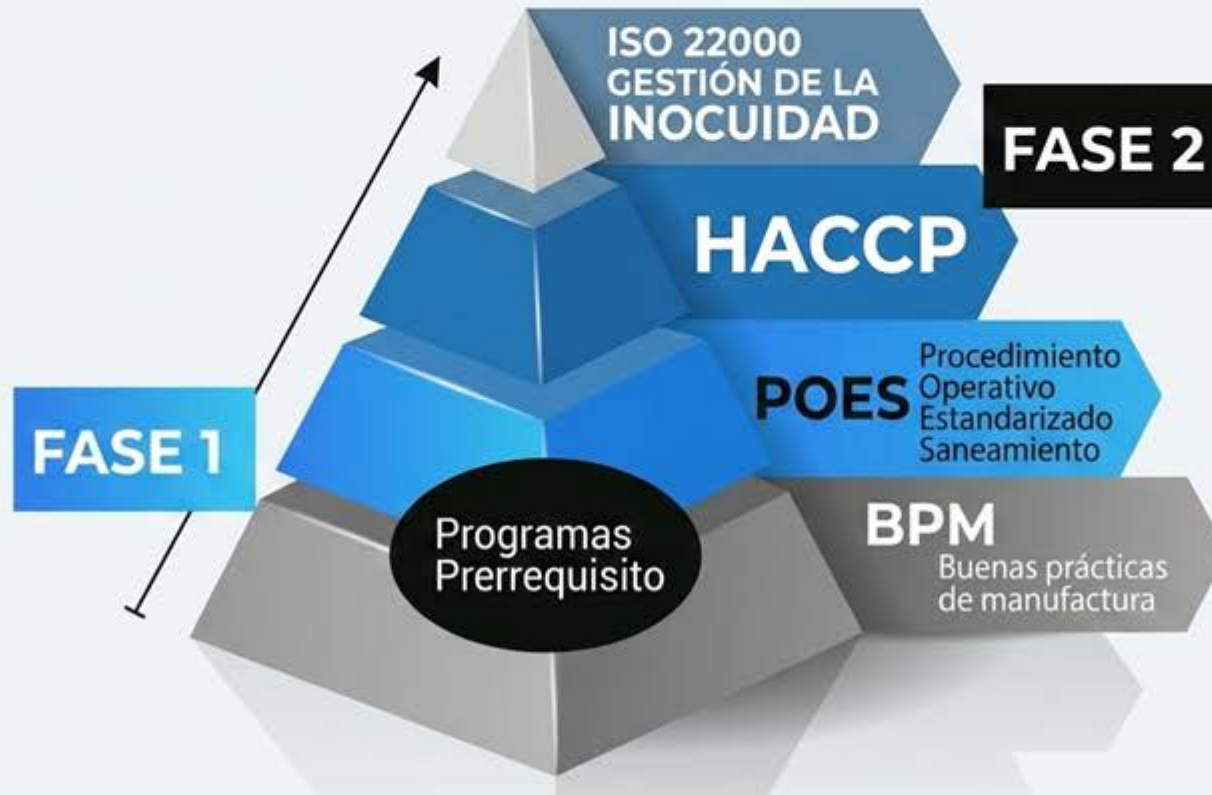 ISO 22000
GESTIÓN DE LA
INOCUIDAD
FASE 2
HACCP
FASE 1
POES
Procedimiento
Operativo
Estandarizado
Saneamiento
Programas
Prerrequisito
BPM
Buenas prácticas
de manufactura